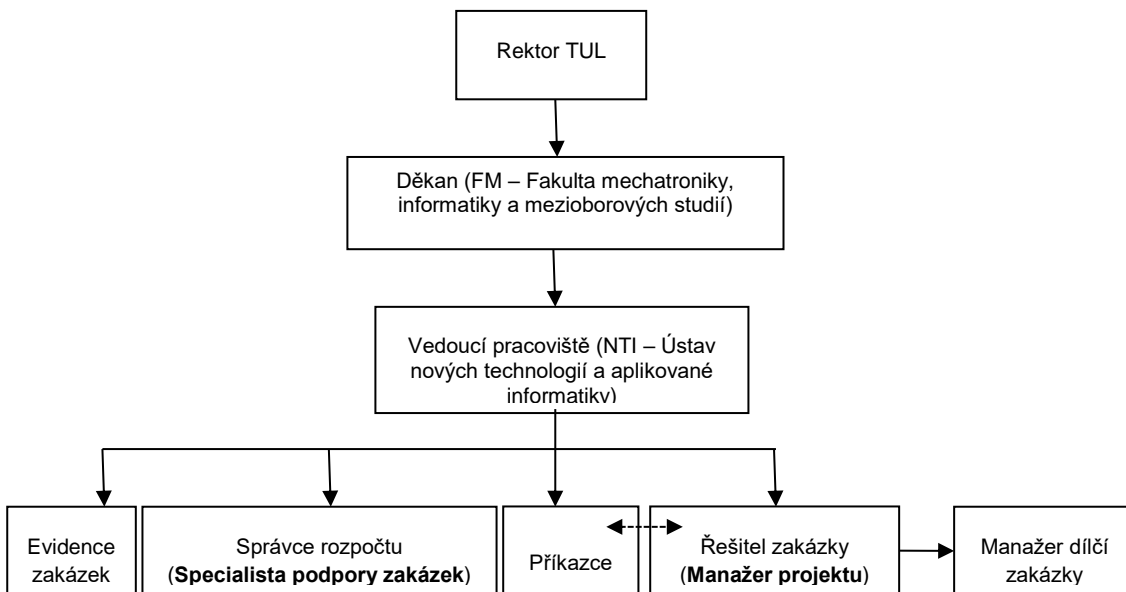 Rektor TUL
Děkan (FM – Fakulta mechatroniky,
informatiky a mezioborových studií)
Vedoucí pracoviště (NTI – Ústav
nových technologií a aplikované
informatiky)
Evidence
zakázek
Správce rozpočtu
(Specialista podpory zakázek)
Příkazce
Řešitel zakázky
(Manažer projektu)
Manažer dílčí
zakázky